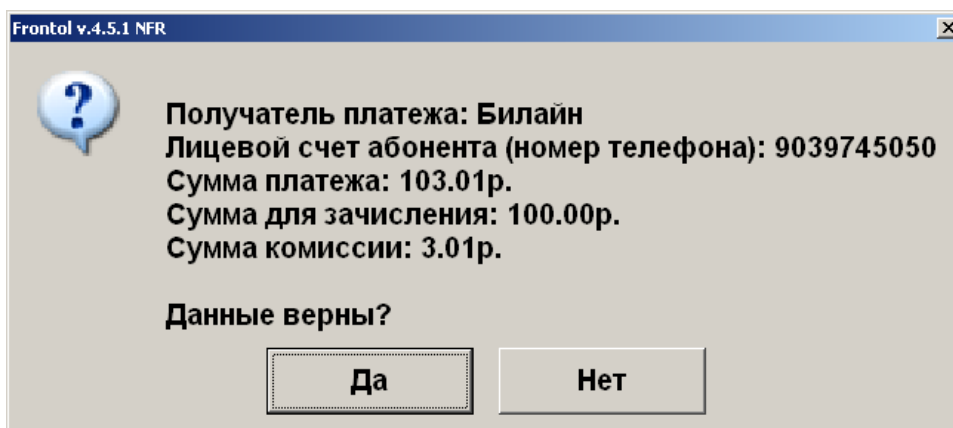 Frontol v.4.5.1 NFR
Получатель платежа: Билайн
Лицевой счет абонента (номер телефона): 9039745050
Сумма платежа: 103.01р.
Сумма для зачисления: 100.00р.
Сумма комиссии: 3.01р.
Данные верны?
Да Нет